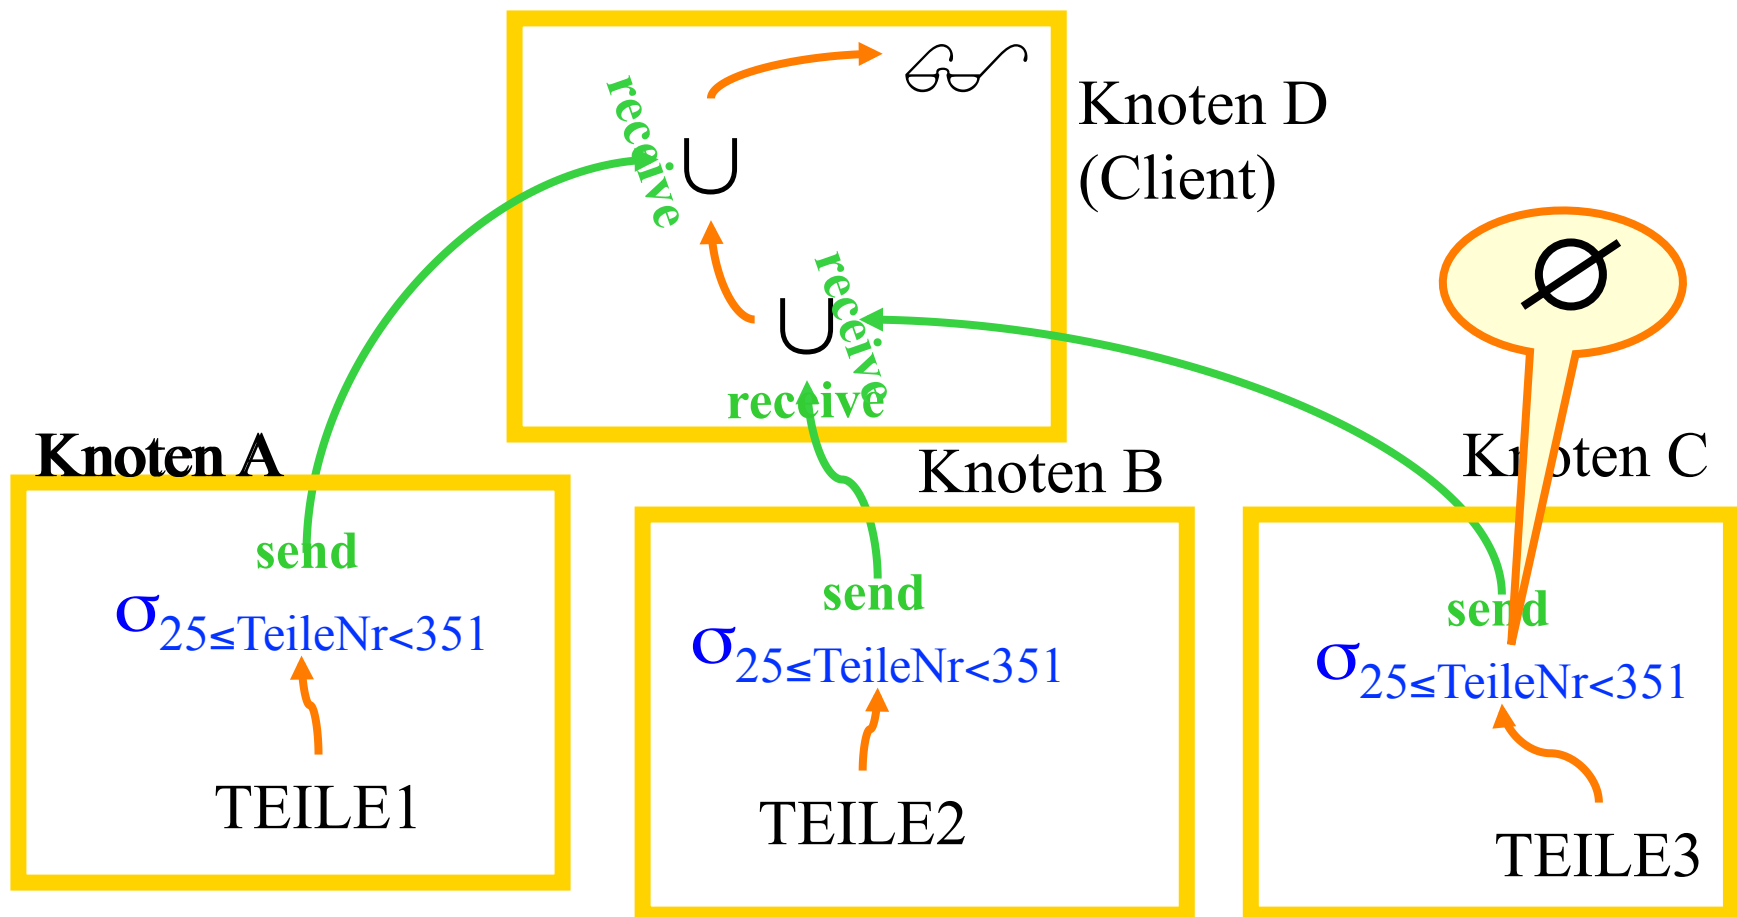 receive
∪
Knoten D
(Client)
∅
receive
∪
receive
Knoten A
Knoten B
Knoten C
send
σ25≤TeileNr<351
TEILE1
send
σ25≤TeileNr<351
TEILE2
send
σ25≤TeileNr<351
TEILE3